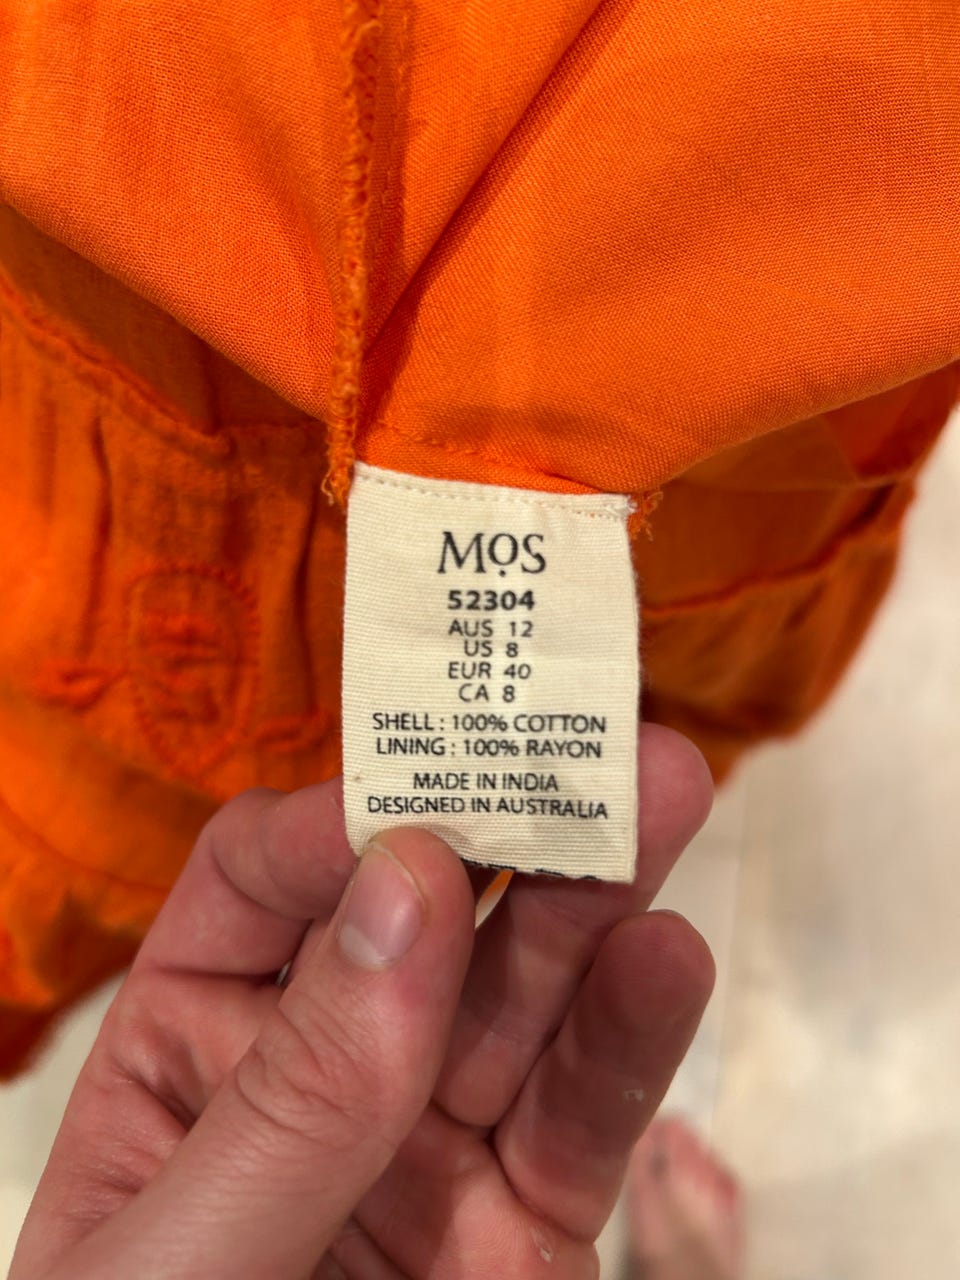 MOS
52304
AUS 12
US 8
EUR 40
CA 8
SHELL : 100% COTTON
LINING : 100% RAYON
MADE IN INDIA
DESIGNED IN AUSTRALIA